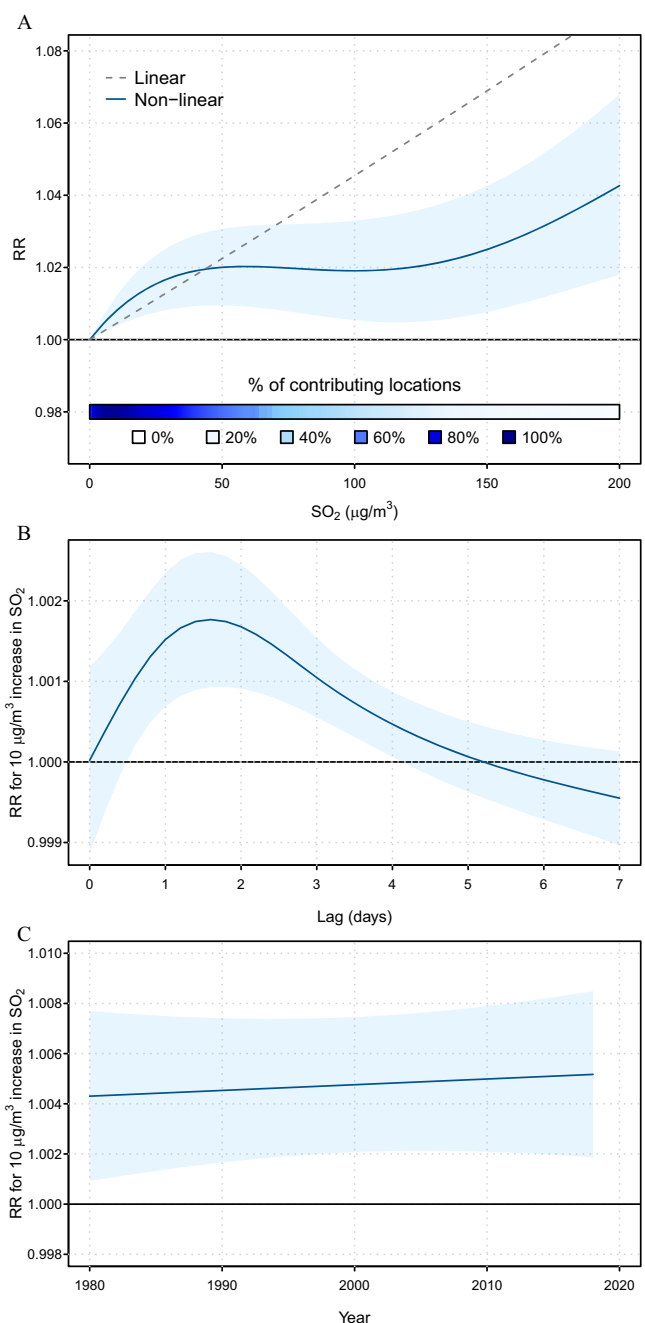 A
1.08
1.06
1.04
1.02
1.00
0.98
RR
Linear
Non−linear
% of contributing locations
0% 20% 40% 60% 80% 100%
0 50 100 150 200
SO₂ (μg/m³)
B
1.002
1.001
1.000
0.999
RR for 10 μg/m³ increase in SO₂
0 1 2 3 4 5 6 7
Lag (days)
C
1.010
1.008
1.006
1.004
1.002
1.000
0.998
RR for 10 μg/m³ increase in SO₂
1980 1990 2000 2010 2020
Year